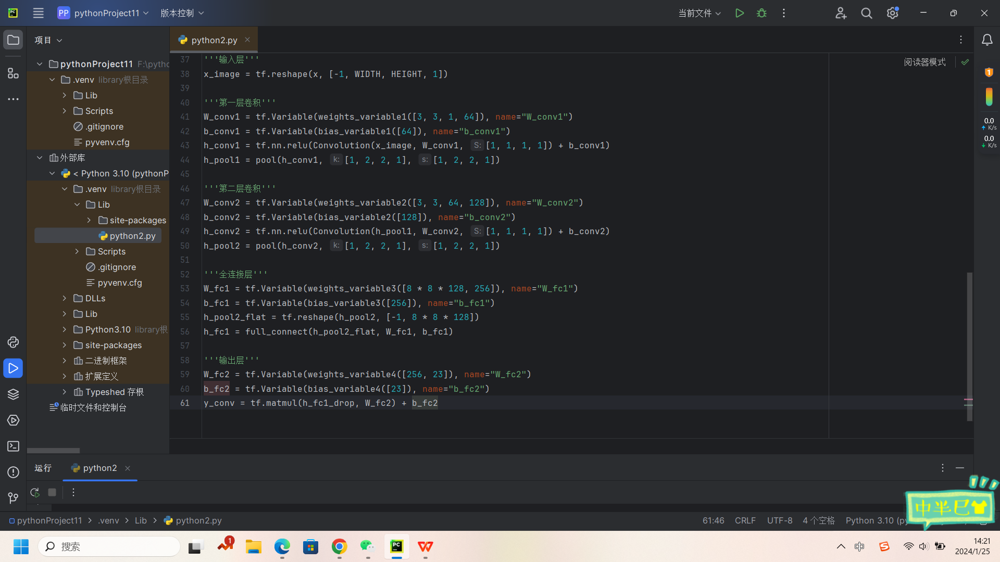 PP pythonProject11 版本控制 当前文件
项目 python2.py
pythonProject11 F:\pytho
.venv library根目录
Lib
Scripts
.gitignore
pyvenv.cfg
外部库
< Python 3.10 (pythonP
.venv library根目录
Lib
site-packages
python2.py
Scripts
.gitignore
pyvenv.cfg
DLLs
Lib
Python3.10 library根
site-packages
二进制框架
扩展定义
Typeshed 存根
临时文件和控制台
阅读器模式
37 '''输入层'''
38 x_image = tf.reshape(x, [-1, WIDTH, HEIGHT, 1])
39
40 '''第一层卷积'''
41 W_conv1 = tf.Variable(weights_variable1([3, 3, 1, 64]), name="W_conv1")
42 b_conv1 = tf.Variable(bias_variable1([64]), name="b_conv1")
43 h_conv1 = tf.nn.relu(Convolution(x_image, W_conv1, S: [1, 1, 1, 1]) + b_conv1)
44 h_pool1 = pool(h_conv1, k: [1, 2, 2, 1], s: [1, 2, 2, 1])
45
46 '''第二层卷积'''
47 W_conv2 = tf.Variable(weights_variable2([3, 3, 64, 128]), name="W_conv2")
48 b_conv2 = tf.Variable(bias_variable2([128]), name="b_conv2")
49 h_conv2 = tf.nn.relu(Convolution(h_pool1, W_conv2, S: [1, 1, 1, 1]) + b_conv2)
50 h_pool2 = pool(h_conv2, k: [1, 2, 2, 1], s: [1, 2, 2, 1])
51
52 '''全连接层'''
53 W_fc1 = tf.Variable(weights_variable3([8 * 8 * 128, 256]), name="W_fc1")
54 b_fc1 = tf.Variable(bias_variable3([256]), name="b_fc1")
55 h_pool2_flat = tf.reshape(h_pool2, [-1, 8 * 8 * 128])
56 h_fc1 = full_connect(h_pool2_flat, W_fc1, b_fc1)
57
58 '''输出层'''
59 W_fc2 = tf.Variable(weights_variable4([256, 23]), name="W_fc2")
60 b_fc2 = tf.Variable(bias_variable4([23]), name="b_fc2")
61 y_conv = tf.matmul(h_fc1_drop, W_fc2) + b_fc2
1
0.0
K/s
0.0
K/s
运行 python2
pythonProject11 > .venv > Lib > python2.py 61:46 CRLF UTF-8 4 个空格 Python 3.10 (py
中半巳
搜索
1
PC
中
S
14:21
2024/1/25